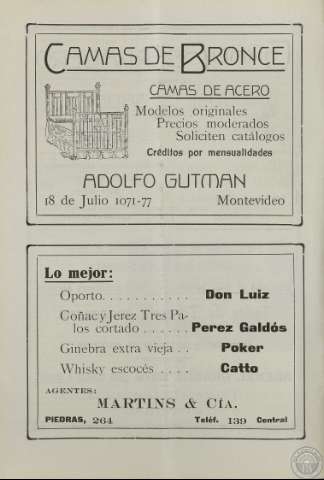 CAMAS DE BRONCE
CAMAS DE ACERO
Modelos originales
Precios moderados
Soliciten catálogos
Créditos por mensualidades
ADOLFO GUTMAN
18 de Julio 1071-77 Montevideo
Lo mejor:
Oporto. . . . . . . . . . . Don Luiz
Coñac y Jerez Tres Pa-
los cortado . . . . . . Perez Galdós
Ginebra extra vieja . . Poker
Whisky escocés . . . . Catto
AGENTES:
MARTINS & CÍA.
PIEDRAS, 264 Teléf. 139 Central